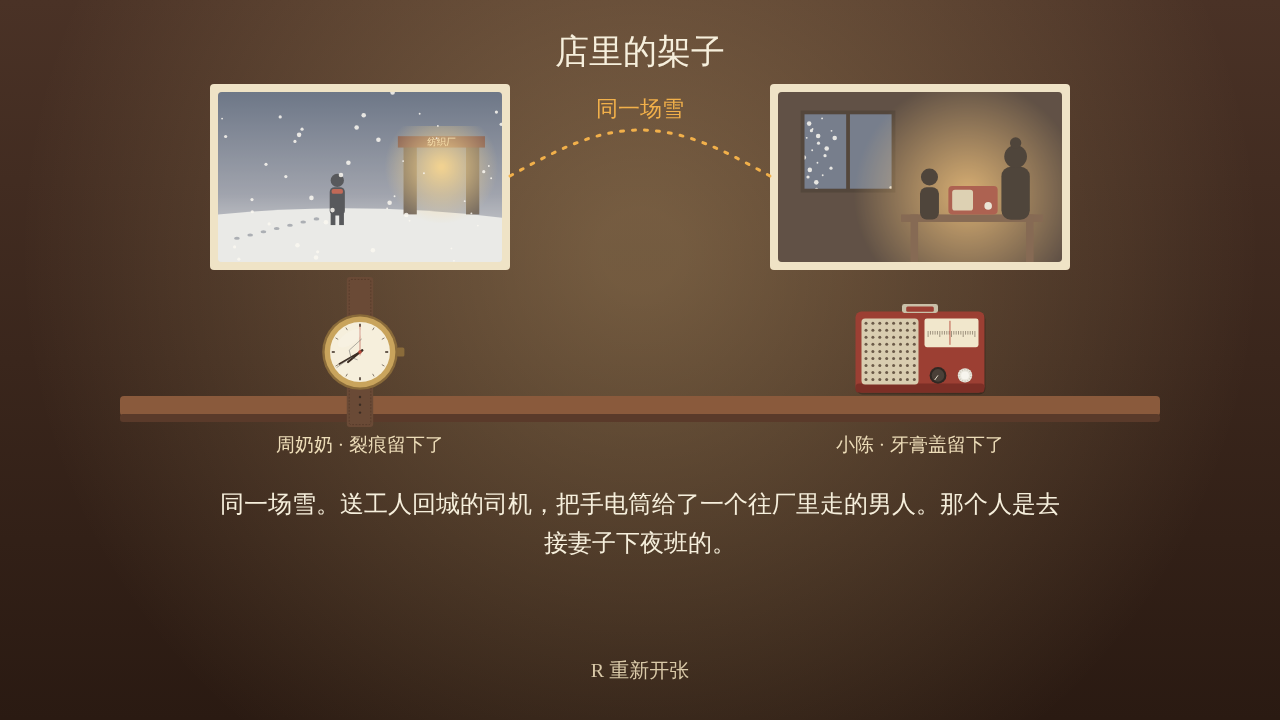 店里的架子
同一场雪
纺织厂
周奶奶 · 裂痕留下了
小陈 · 牙膏盖留下了
同一场雪。送工人回城的司机，把手电筒给了一个往厂里走的男人。那个人是去
接妻子下夜班的。
R 重新开张